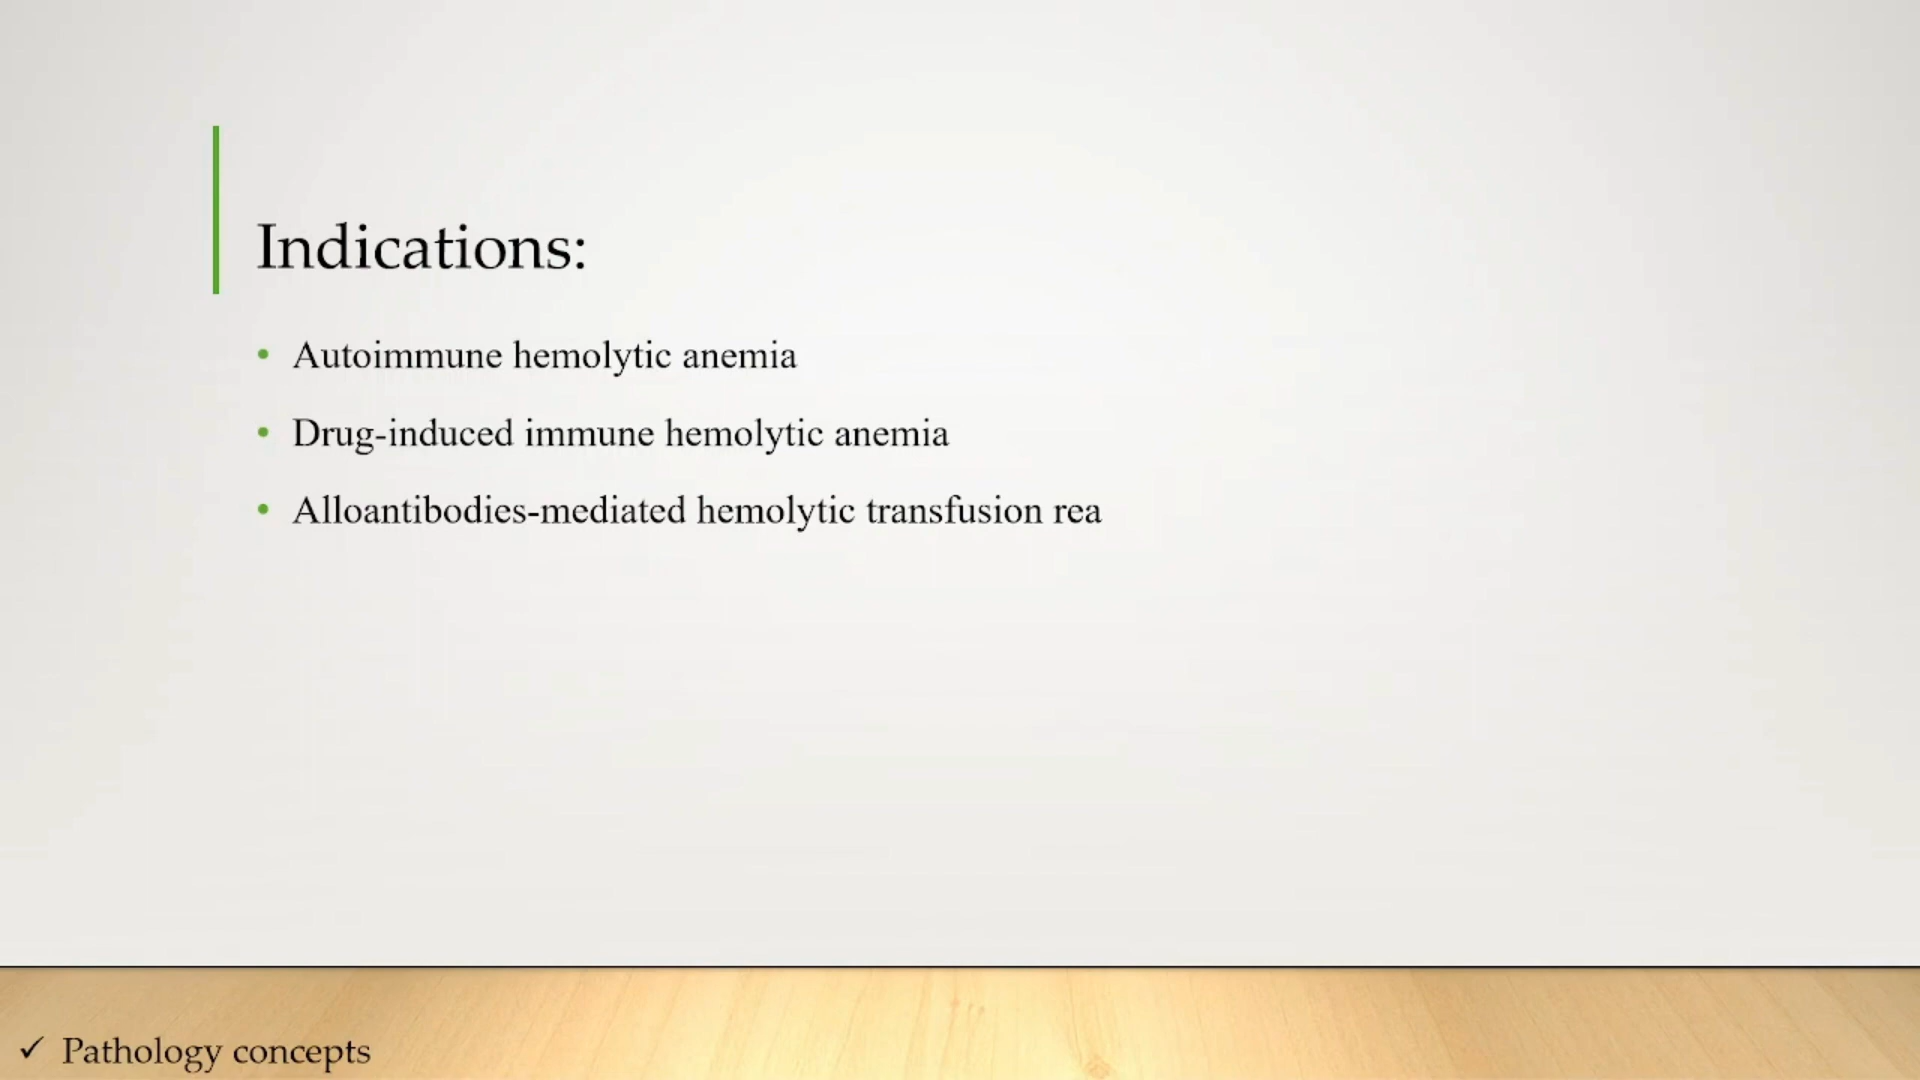 Indications:
• Autoimmune hemolytic anemia
• Drug-induced immune hemolytic anemia
• Alloantibodies-mediated hemolytic transfusion rea
✓ Pathology concepts